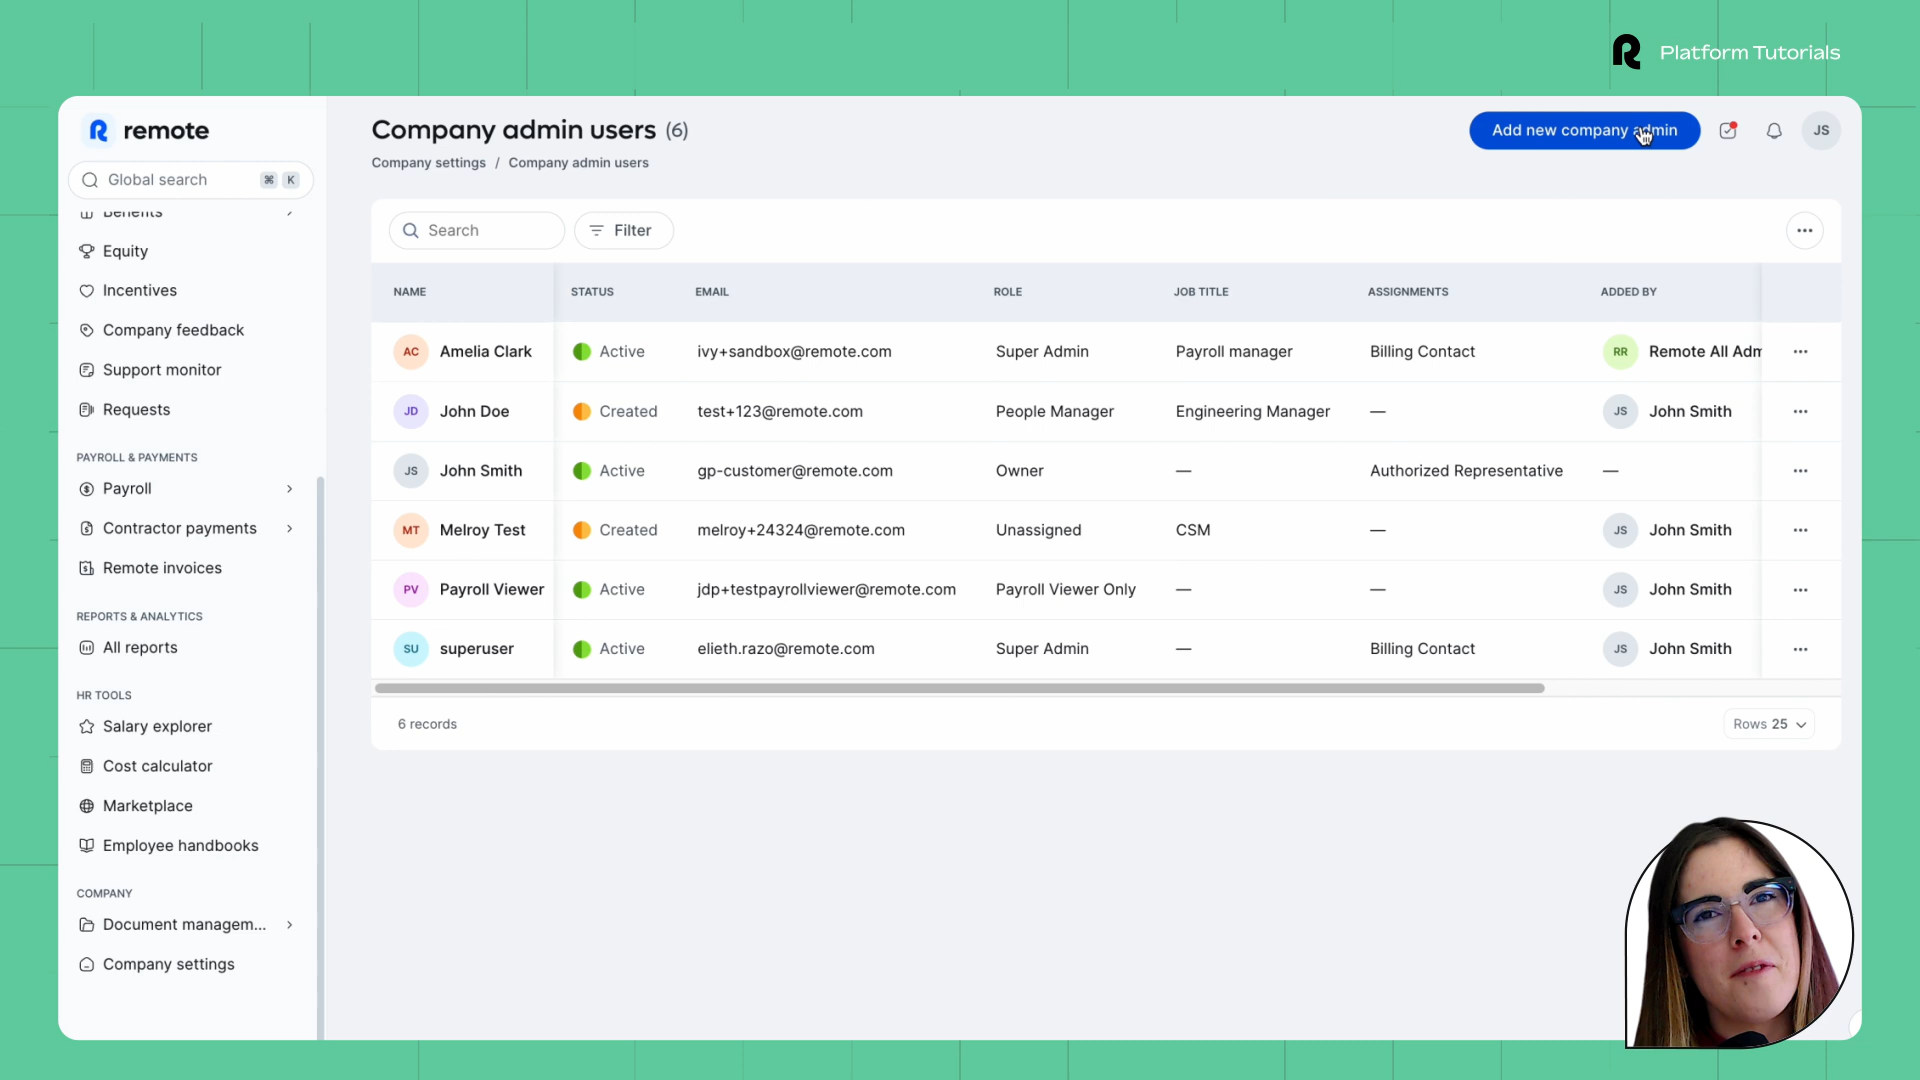 Platform Tutorials
remote
Global search ⌘ K
Benefits
Equity
Incentives
Company feedback
Support monitor
Requests
PAYROLL & PAYMENTS
Payroll
Contractor payments
Remote invoices
REPORTS & ANALYTICS
All reports
HR TOOLS
Salary explorer
Cost calculator
Marketplace
Employee handbooks
COMPANY
Document managem...
Company settings
Company admin users (6)
Company settings / Company admin users
Add new company admin
JS
Search
Filter
NAME STATUS EMAIL ROLE JOB TITLE ASSIGNMENTS ADDED BY
AC Amelia Clark Active ivy+sandbox@remote.com Super Admin Payroll manager Billing Contact RR Remote All Adm
JD John Doe Created test+123@remote.com People Manager Engineering Manager — JS John Smith
JS John Smith Active gp-customer@remote.com Owner — Authorized Representative —
MT Melroy Test Created melroy+24324@remote.com Unassigned CSM — JS John Smith
PV Payroll Viewer Active jdp+testpayrollviewer@remote.com Payroll Viewer Only — — JS John Smith
SU superuser Active elieth.razo@remote.com Super Admin — Billing Contact JS John Smith
6 records
Rows 25